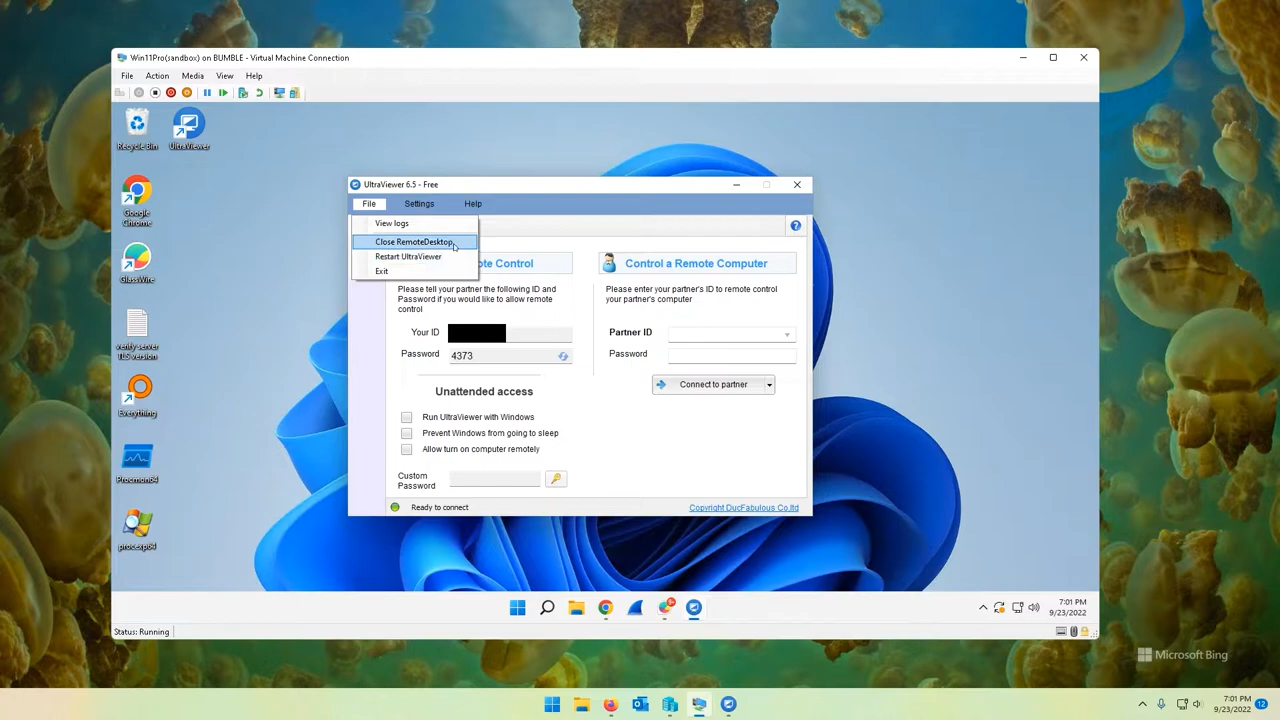 Win11Pro(sandbox) on BUMBLE - Virtual Machine Connection
File Action Media View Help
Recycle Bin
UltraViewer
Google
Chrome
GlassWire
verify server
TLS version
Everything
Procmon64
procexp64
UltraViewer 6.5 - Free
File Settings Help
View logs
Close RemoteDesktop
Restart UltraViewer
Exit
ote Control
Please tell your partner the following ID and
Password if you would like to allow remote
control
Your ID
Password 4373
Unattended access
Run UltraViewer with Windows
Prevent Windows from going to sleep
Allow turn on computer remotely
Custom
Password
Control a Remote Computer
Please enter your partner's ID to remote control
your partner's computer
Partner ID
Password
Connect to partner
Ready to connect
Copyright DucFabulous Co.ltd
9+
7:01 PM
9/23/2022
Status: Running
Microsoft Bing
7:01 PM
9/23/2022
12